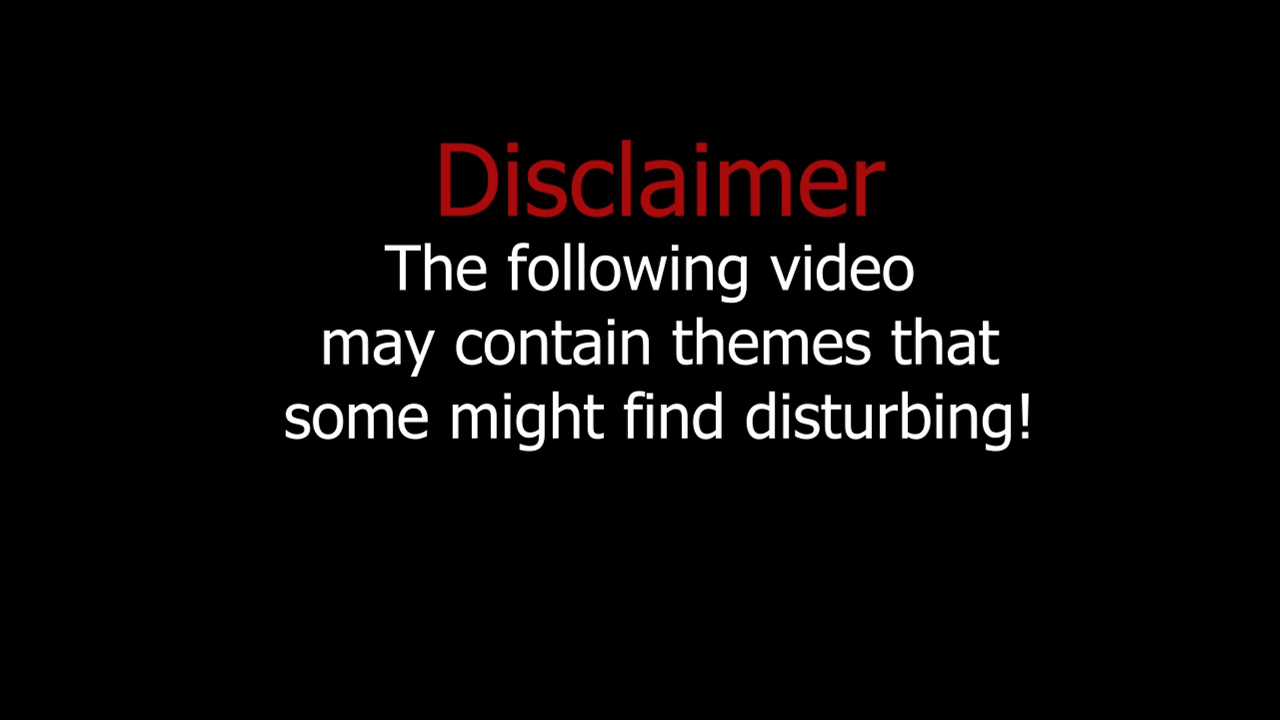 Disclaimer
The following video
may contain themes that
some might find disturbing!